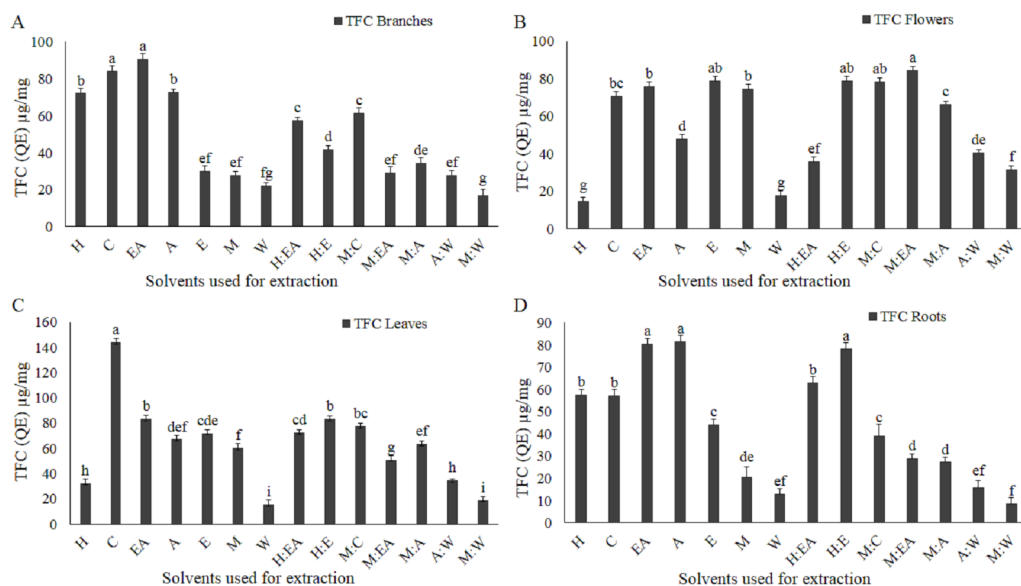 A
TFC Branches
TFC (QE) µg/mg
100
80
60
40
20
0
b
a
a
b
ef
ef
fg
c
d
c
ef
de
ef
g
H
C
EA
A
E
M
W
H:EA
H:E
M:C
M:EA
M:A
A:W
M:W
Solvents used for extraction
B
TFC Flowers
TFC (QE) µg/mg
100
80
60
40
20
0
g
bc
b
d
ab
b
g
ef
ab
ab
a
c
de
f
H
C
EA
A
E
M
W
H:EA
H:E
M:C
M:EA
M:A
A:W
M:W
Solvents used for extraction
C
TFC Leaves
TFC (QE) µg/mg
160
140
120
100
80
60
40
20
0
h
a
b
def
cde
f
i
cd
b
bc
g
ef
h
i
H
C
EA
A
E
M
W
H:EA
H:E
M:C
M:EA
M:A
A:W
M:W
Solvents used for extraction
D
TFC Roots
TFC (QE) µg/mg
90
80
70
60
50
40
30
20
10
0
b
b
a
a
c
de
ef
b
a
c
d
d
ef
f
H
C
EA
A
E
M
W
H:EA
H:E
M:C
M:EA
M:A
A:W
M:W
Solvents used for extraction